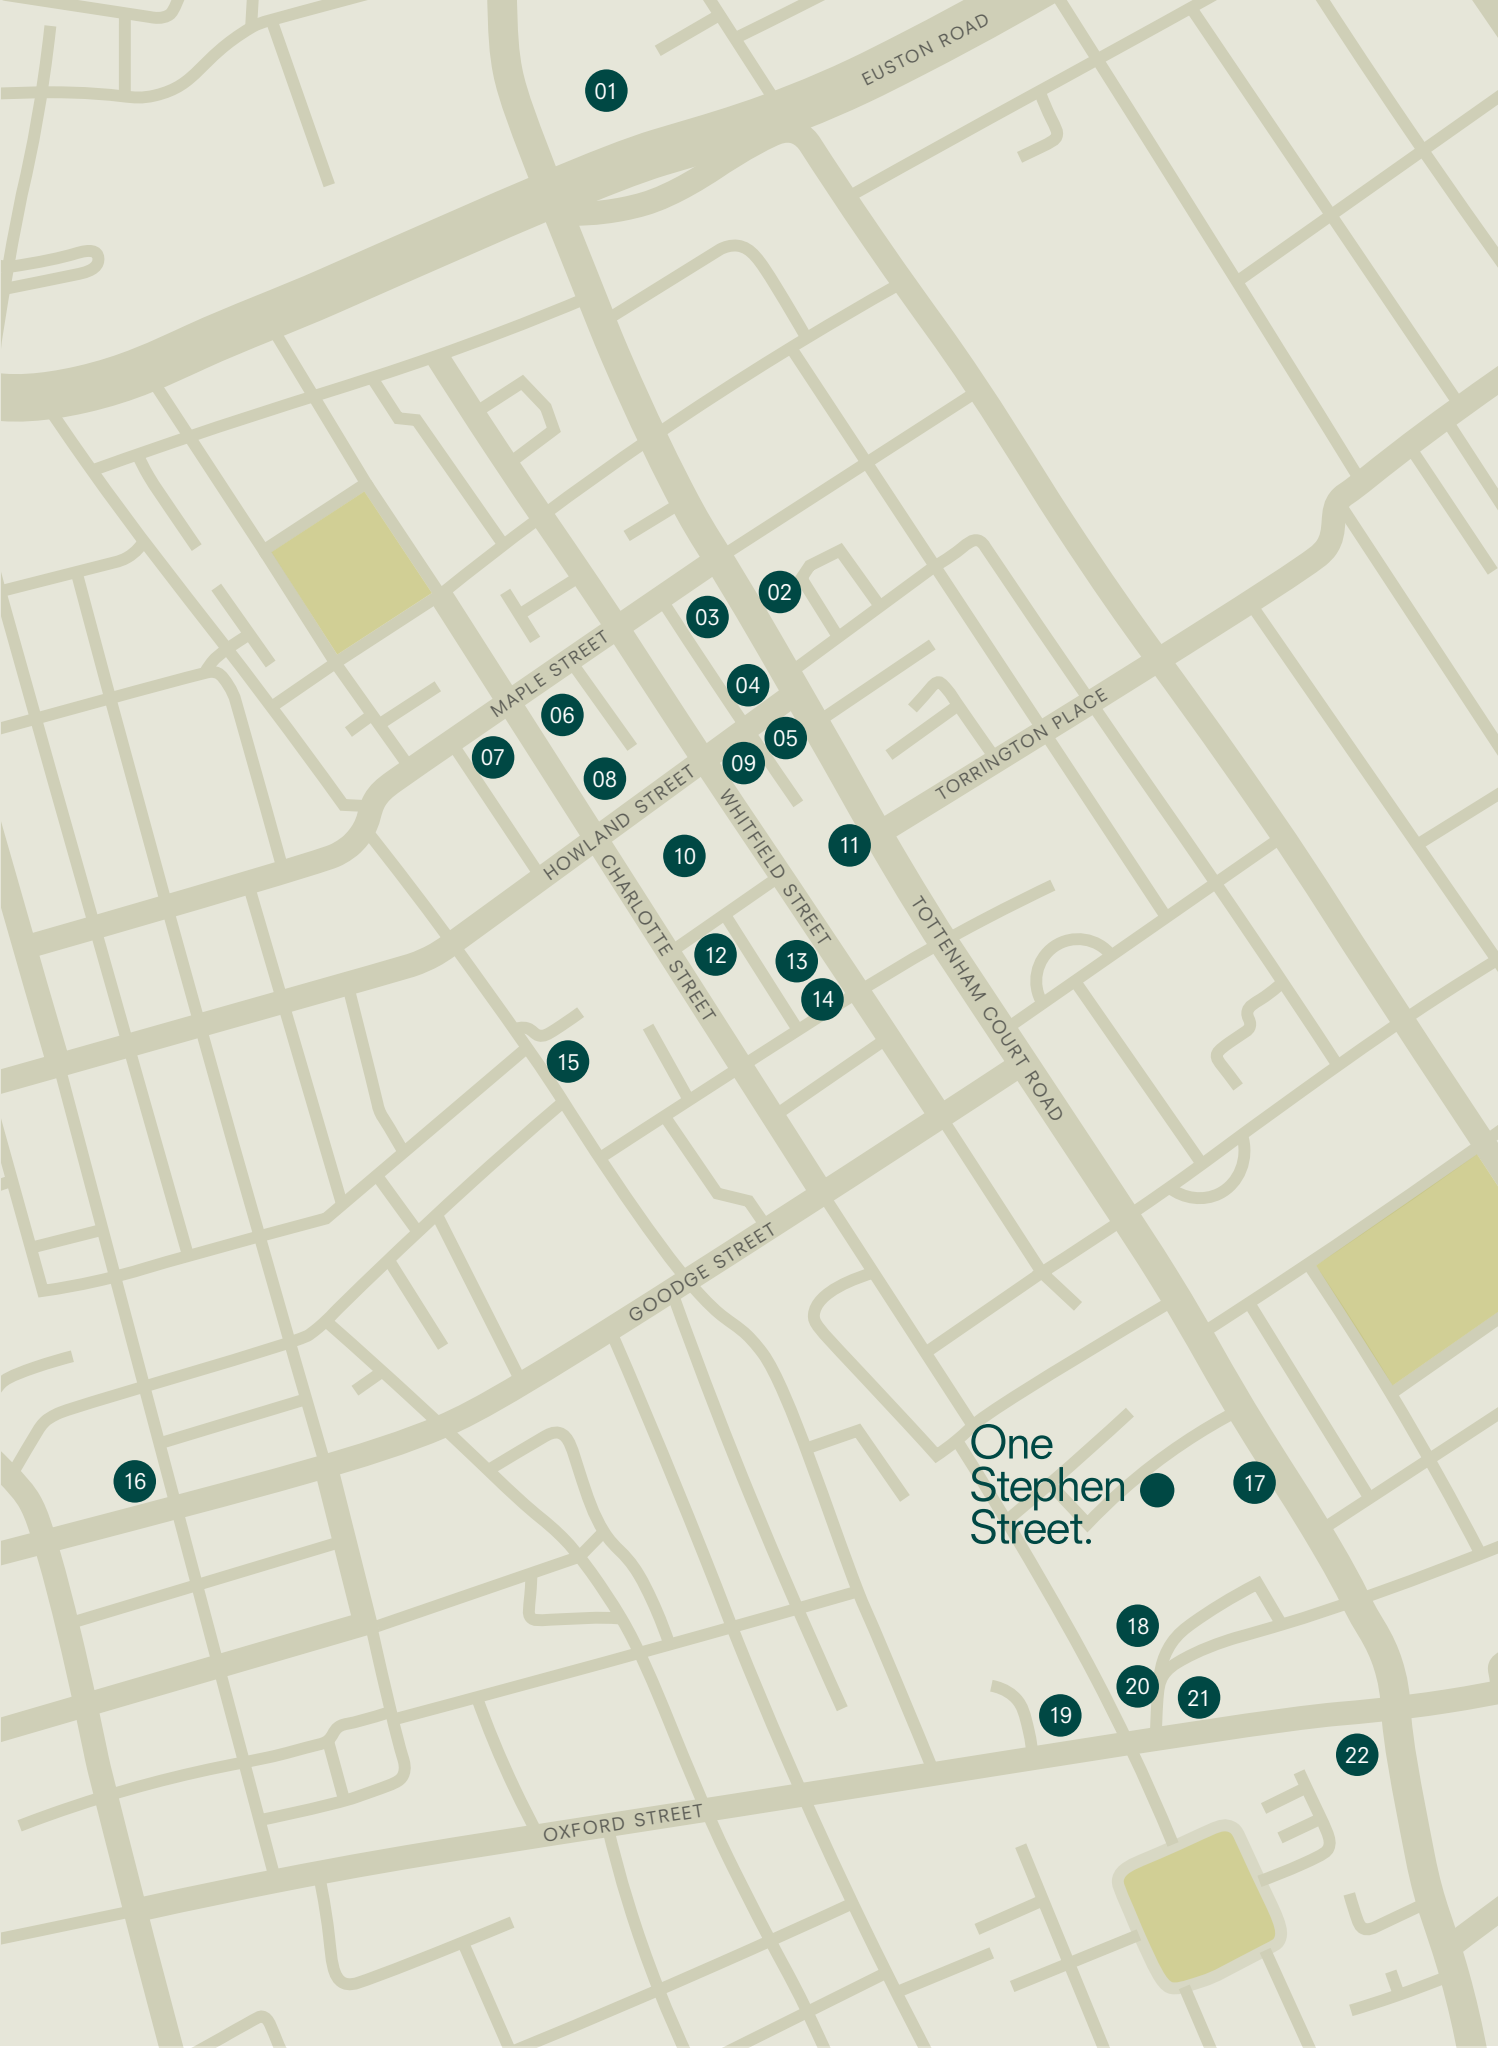 EUSTON ROAD
01
02
03
MAPLE STREET
04
06
05
07
09
08
HOWLAND STREET
TORRINGTON PLACE
WHITFIELD STREET
11
10
CHARLOTTE STREET
12
13
14
TOTTENHAM COURT ROAD
15
GOODGE STREET
16
One
Stephen
Street.
17
18
20
21
19
22
OXFORD STREET